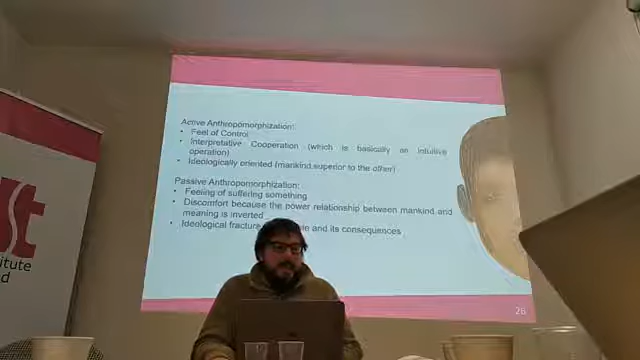 Active Anthropomorphization:
• Feel of Control
• Interpretative Cooperation (which is basically an intuitive
operation)
• Ideologically oriented (mankind superior to the other)
Passive Anthropomorphization:
• Feeling of suffering something
• Discomfort because the power relationship between mankind and
meaning is inverted
• Ideological fracture and its consequences
26
st
itute
d